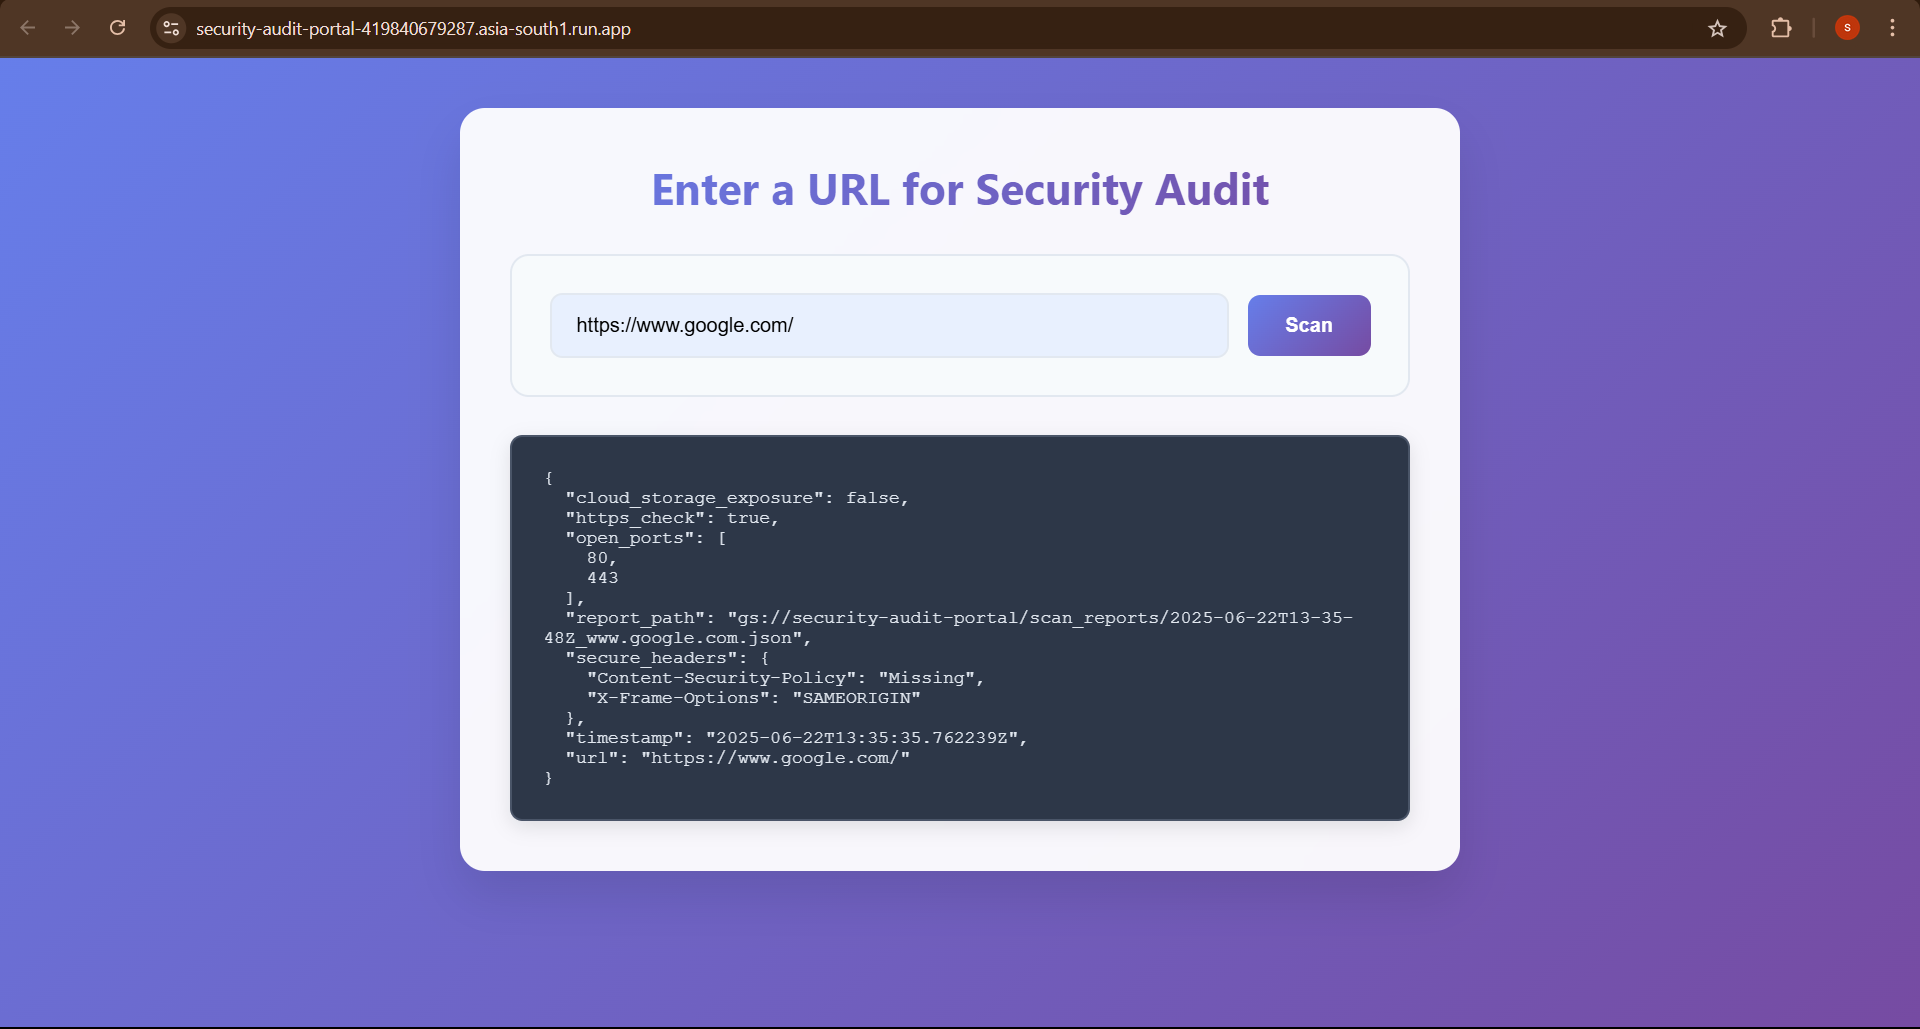 security-audit-portal-419840679287.asia-south1.run.app
S
Enter a URL for Security Audit
https://www.google.com/
Scan
{
  "cloud_storage_exposure": false,
  "https_check": true,
  "open_ports": [
    80,
    443
  ],
  "report_path": "gs://security-audit-portal/scan_reports/2025-06-22T13-35-
48Z_www.google.com.json",
  "secure_headers": {
    "Content-Security-Policy": "Missing",
    "X-Frame-Options": "SAMEORIGIN"
  },
  "timestamp": "2025-06-22T13:35:35.762239Z",
  "url": "https://www.google.com/"
}